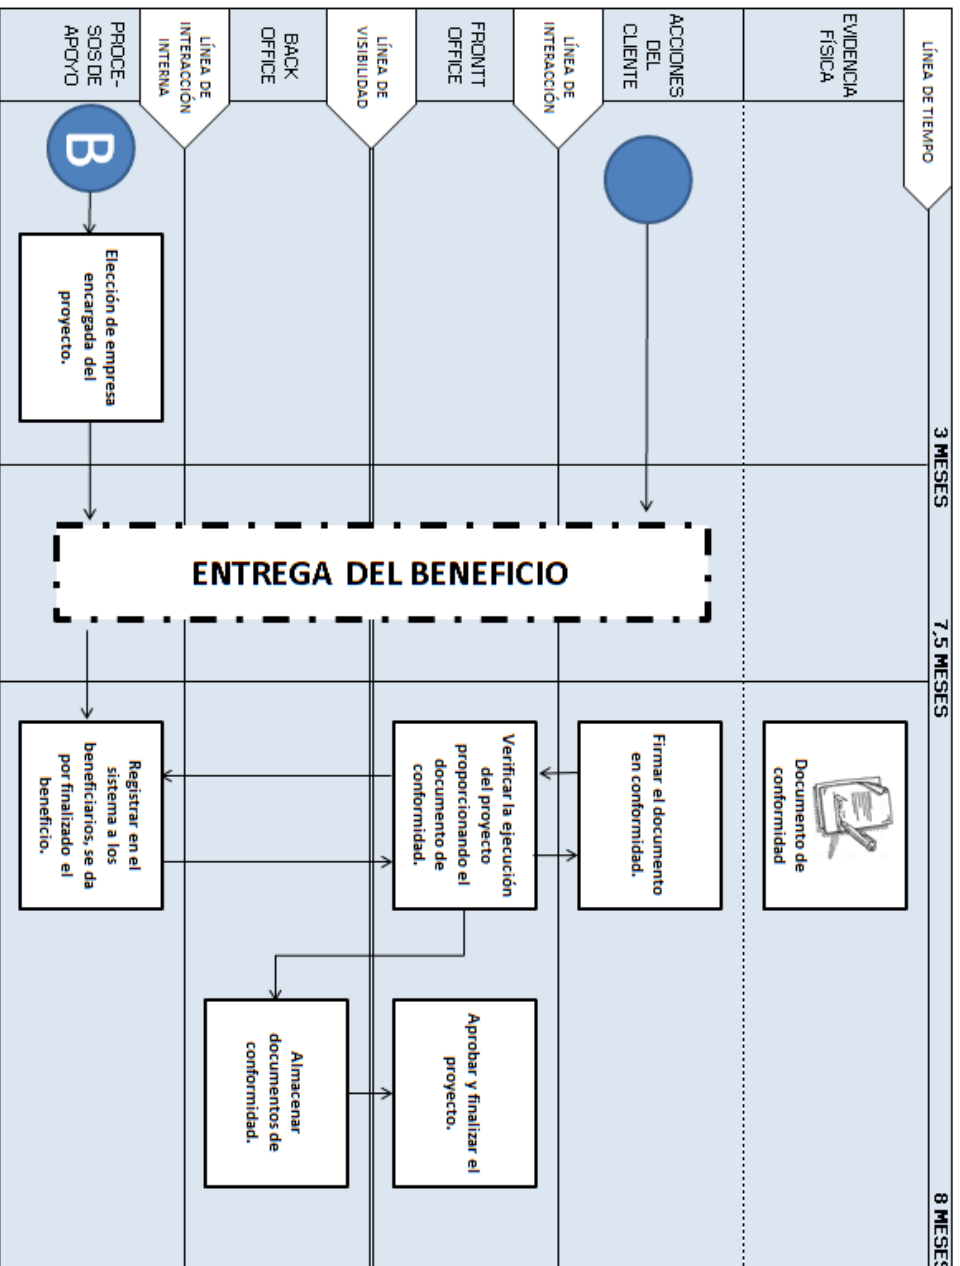 LÍNEA DE TIEMPO
3 MESES
7,5 MESES
8 MESES
EVIDENCIA
FÍSICA
Documento de
conformidad
ACCIONES
DEL
CLIENTE
Firmar el documento
en conformidad.
LÍNEA DE
INTERACCIÓN
FRONTT
OFFICE
Verificar la ejecución
del proyecto
proporcionando el
documento de
conformidad.
Aprobar y finalizar el
proyecto.
LÍNEA DE
VISIBILIDAD
BACK
OFFICE
Almacenar
documentos de
conformidad.
LÍNEA DE
INTERACCIÓN
INTERNA
PROCE-
SOS DE
APOYO
B
Elección de empresa
encargada del
proyecto.
ENTREGA DEL BENEFICIO
Registrar en el
sistema a los
beneficiarios, se da
por finalizado el
beneficio.